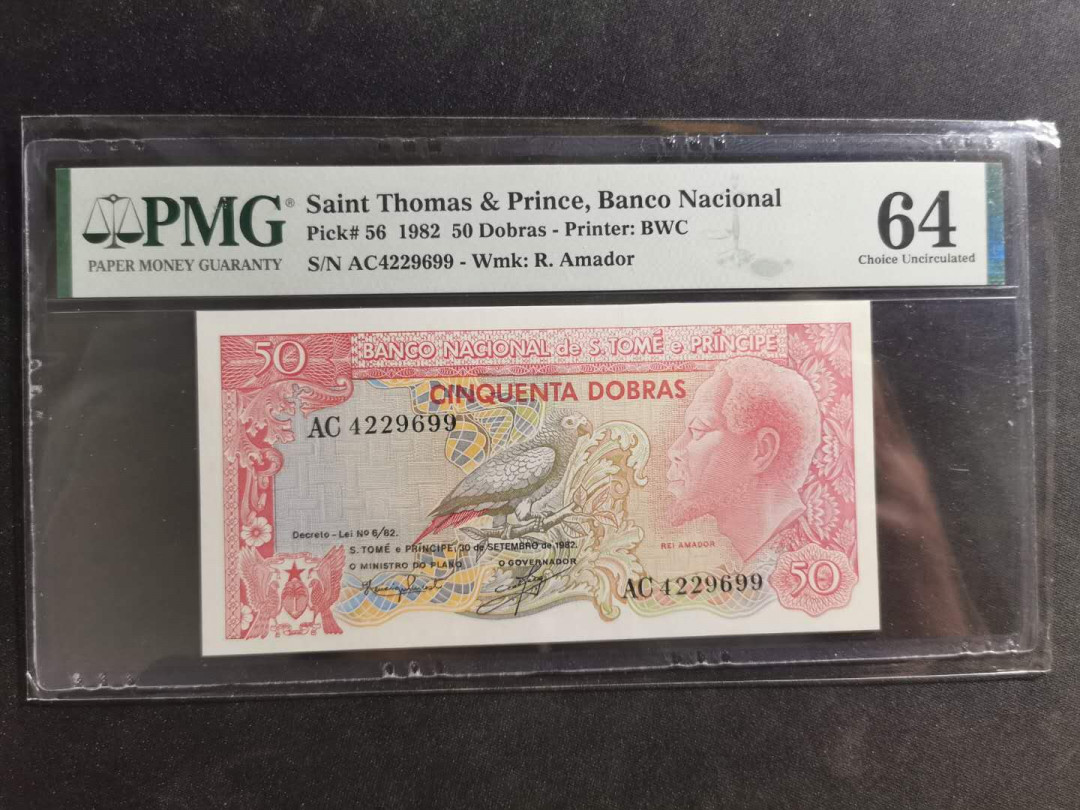 PMG®
PAPER MONEY GUARANTY
Saint Thomas & Prince, Banco Nacional
Pick# 56 1982 50 Dobras - Printer: BWC
S/N AC4229699 - Wmk: R. Amador
64
Choice Uncirculated
50
BANCO NACIONAL de S. TOMÉ e PRÍNCIPE
CINQUENTA DOBRAS
AC 4229699
Decreto - Lei Nº 6/82.
S. TOMÉ e PRÍNCIPE, 30 de SETEMBRO de 1982.
O MINISTRO DO PLANO
O GOVERNADOR
REI AMADOR
AC 4229699
50